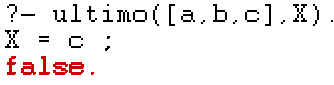 ?- ultimo([a,b,c],X).
X = c ;
false.